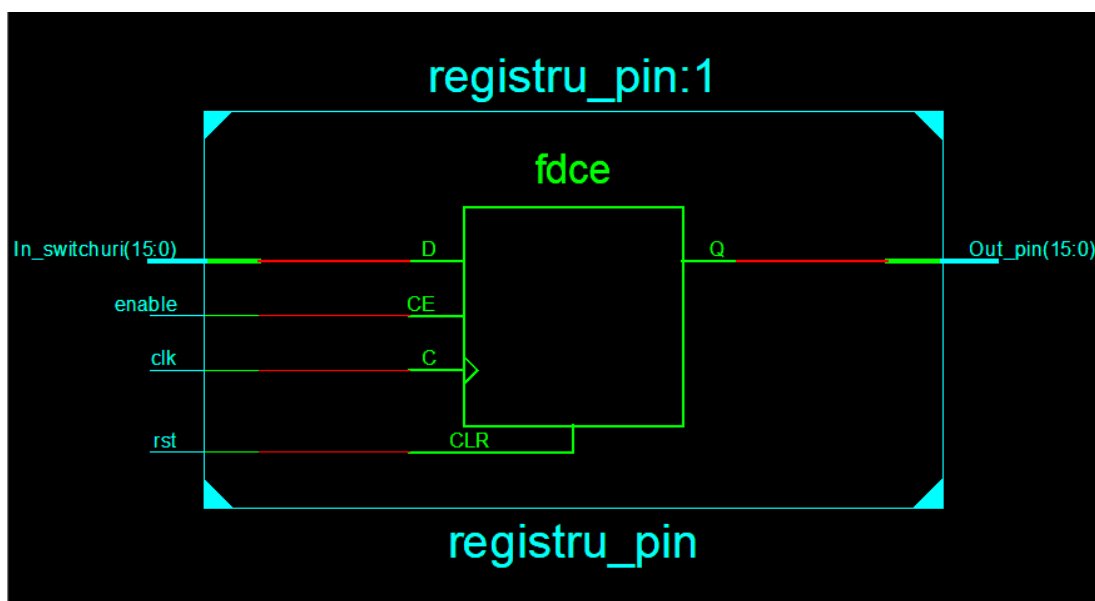 registru_pin:1
fdce
In_switchuri(15:0)
D
Q
Out_pin(15:0)
enable
CE
clk
C
rst
CLR
registru_pin